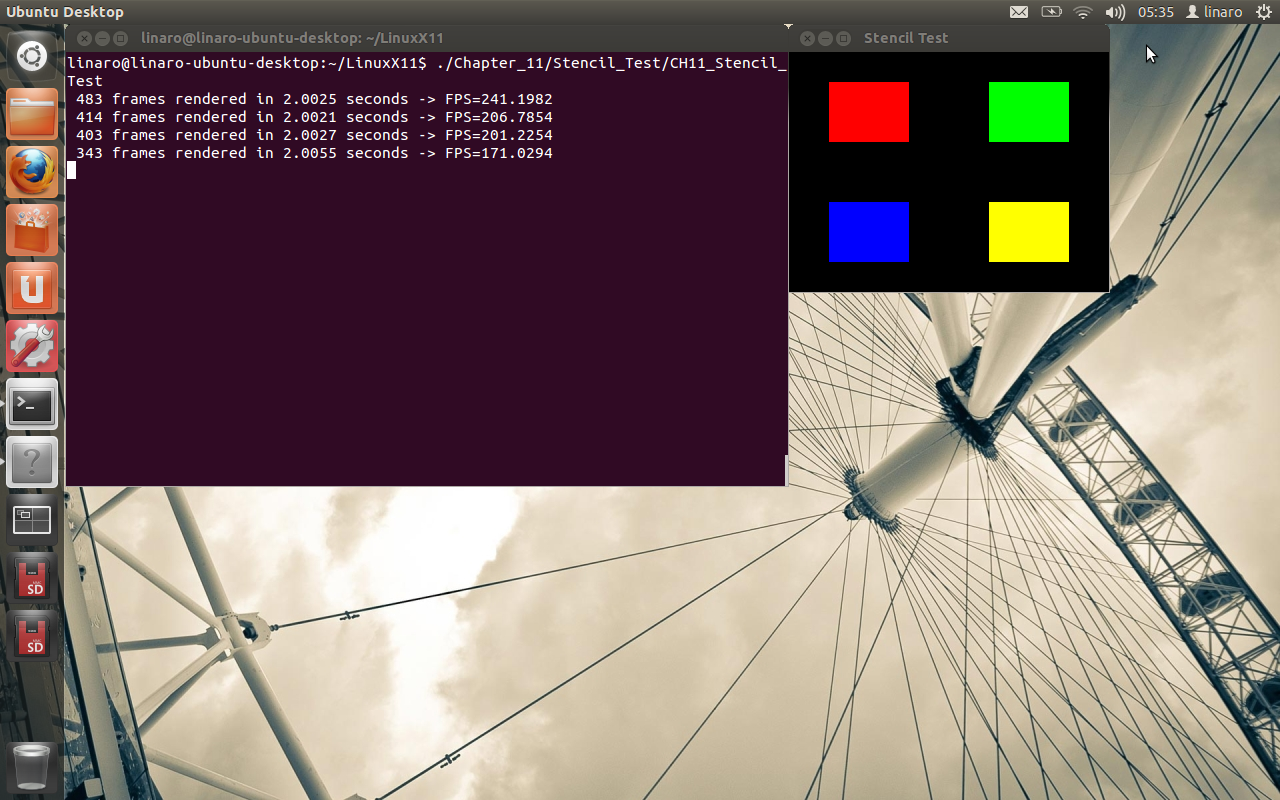 Ubuntu Desktop
05:35 linaro
linaro@linaro-ubuntu-desktop: ~/LinuxX11
Stencil Test
linaro@linaro-ubuntu-desktop:~/LinuxX11$ ./Chapter_11/Stencil_Test/CH11_Stencil_
Test
483 frames rendered in 2.0025 seconds -> FPS=241.1982
414 frames rendered in 2.0021 seconds -> FPS=206.7854
403 frames rendered in 2.0027 seconds -> FPS=201.2254
343 frames rendered in 2.0055 seconds -> FPS=171.0294
U
>_
?
SD
SD